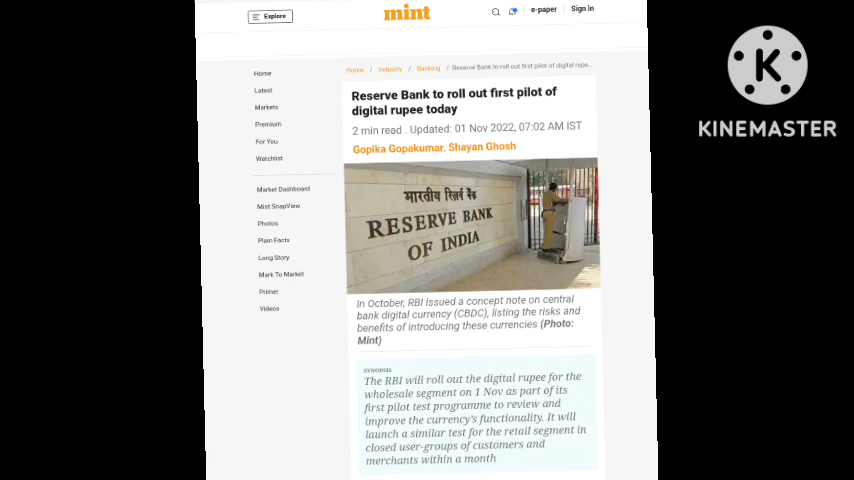 Explore
mint
e-paper
Sign in
KINEMASTER
Home
Latest
Markets
Premium
For You
Watchlist
Market Dashboard
Mint SnapView
Photos
Plain Facts
Long Story
Mark To Market
Primer
Videos
Home / Industry / Banking / Reserve Bank to roll out first pilot of digital rupe...
Reserve Bank to roll out first pilot of
digital rupee today
2 min read . Updated: 01 Nov 2022, 07:02 AM IST
Gopika Gopakumar, Shayan Ghosh
भारतीय रिज़र्व बैंक
RESERVE BANK
OF INDIA
In October, RBI issued a concept note on central
bank digital currency (CBDC), listing the risks and
benefits of introducing these currencies (Photo:
Mint)
SYNOPSIS
The RBI will roll out the digital rupee for the
wholesale segment on 1 Nov as part of its
first pilot test programme to review and
improve the currency's functionality. It will
launch a similar test for the retail segment in
closed user-groups of customers and
merchants within a month